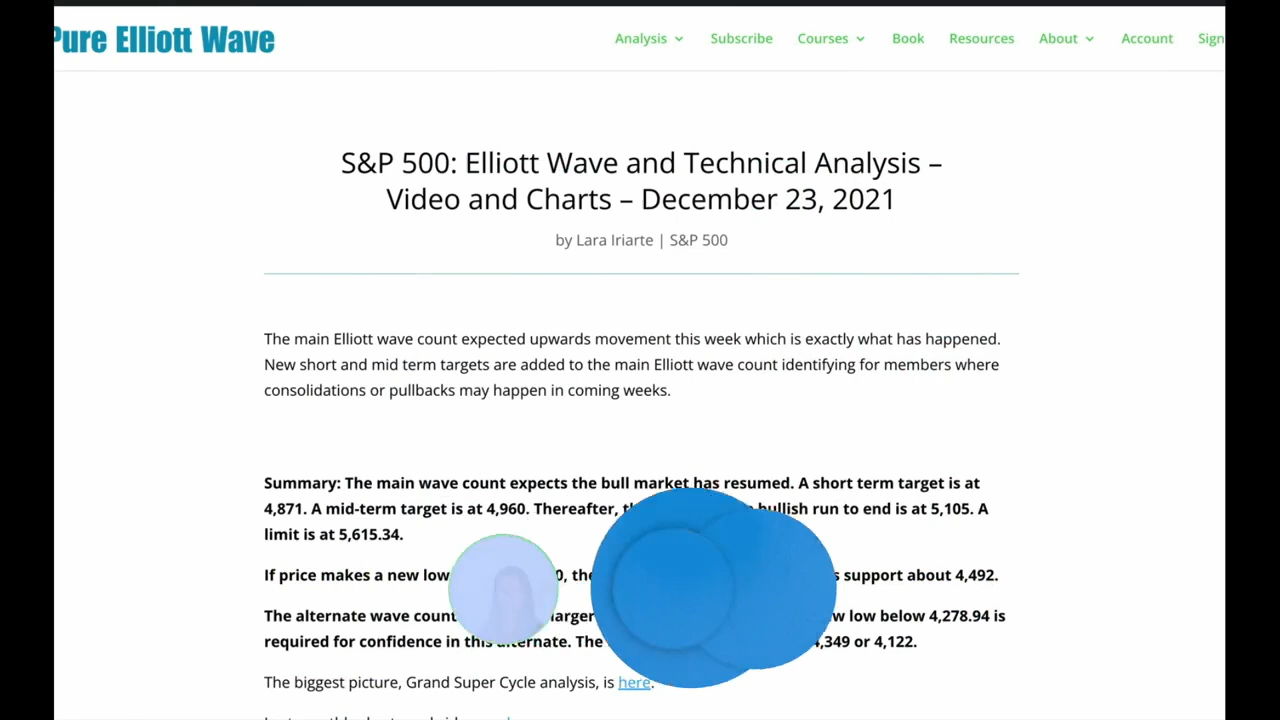 Pure Elliott Wave
Analysis Subscribe Courses Book Resources About Account Sign
S&P 500: Elliott Wave and Technical Analysis –
Video and Charts – December 23, 2021
by Lara Iriarte | S&P 500
The main Elliott wave count expected upwards movement this week which is exactly what has happened.
New short and mid term targets are added to the main Elliott wave count identifying for members where
consolidations or pullbacks may happen in coming weeks.
Summary: The main wave count expects the bull market has resumed. A short term target is at
4,871. A mid-term target is at 4,960. Thereafter, bullish run to end is at 5,105. A
limit is at 5,615.34.
If price makes a new low support about 4,492.
The alternate wave count larger low below 4,278.94 is
required for confidence in this alternate. The 4,349 or 4,122.
The biggest picture, Grand Super Cycle analysis, is here.